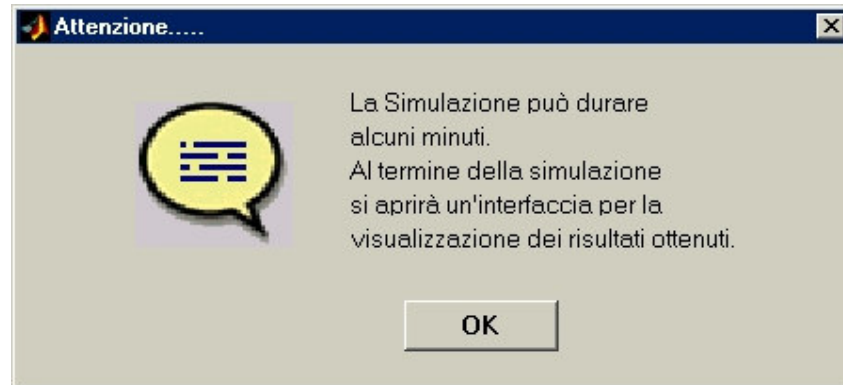 Attenzione.....
La Simulazione può durare
alcuni minuti.
Al termine della simulazione
si aprirà un'interfaccia per la
visualizzazione dei risultati ottenuti.
OK